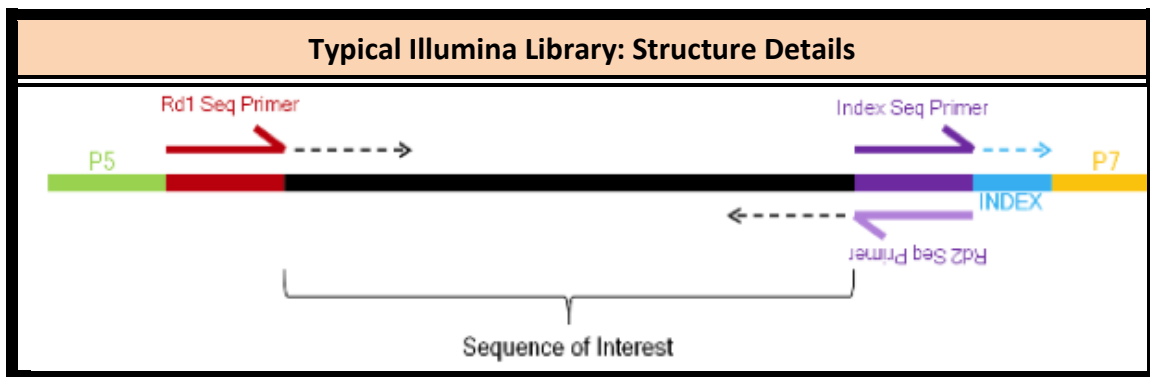 Typical Illumina Library: Structure Details
Rd1 Seq Primer
Index Seq Primer
P5
P7
INDEX
Rd2 Seq Primer
Sequence of Interest